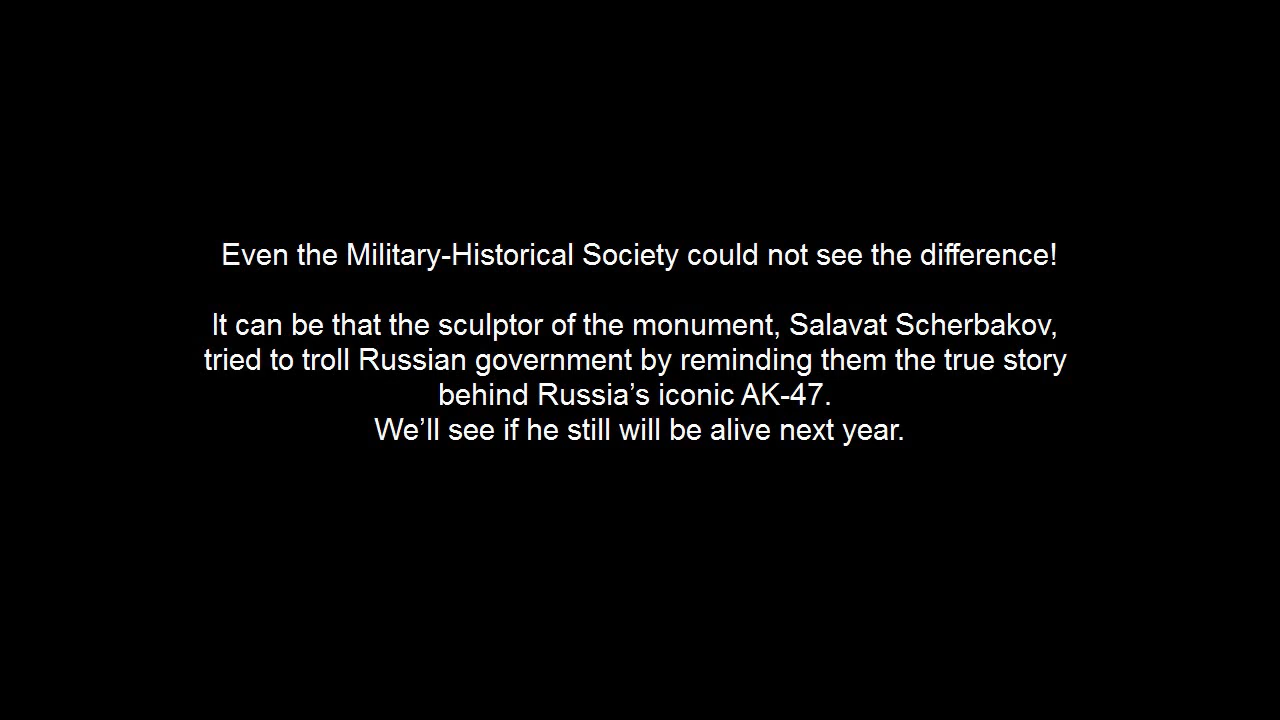 Even the Military-Historical Society could not see the difference!
It can be that the sculptor of the monument, Salavat Scherbakov,
tried to troll Russian government by reminding them the true story
behind Russia’s iconic AK-47.
We’ll see if he still will be alive next year.